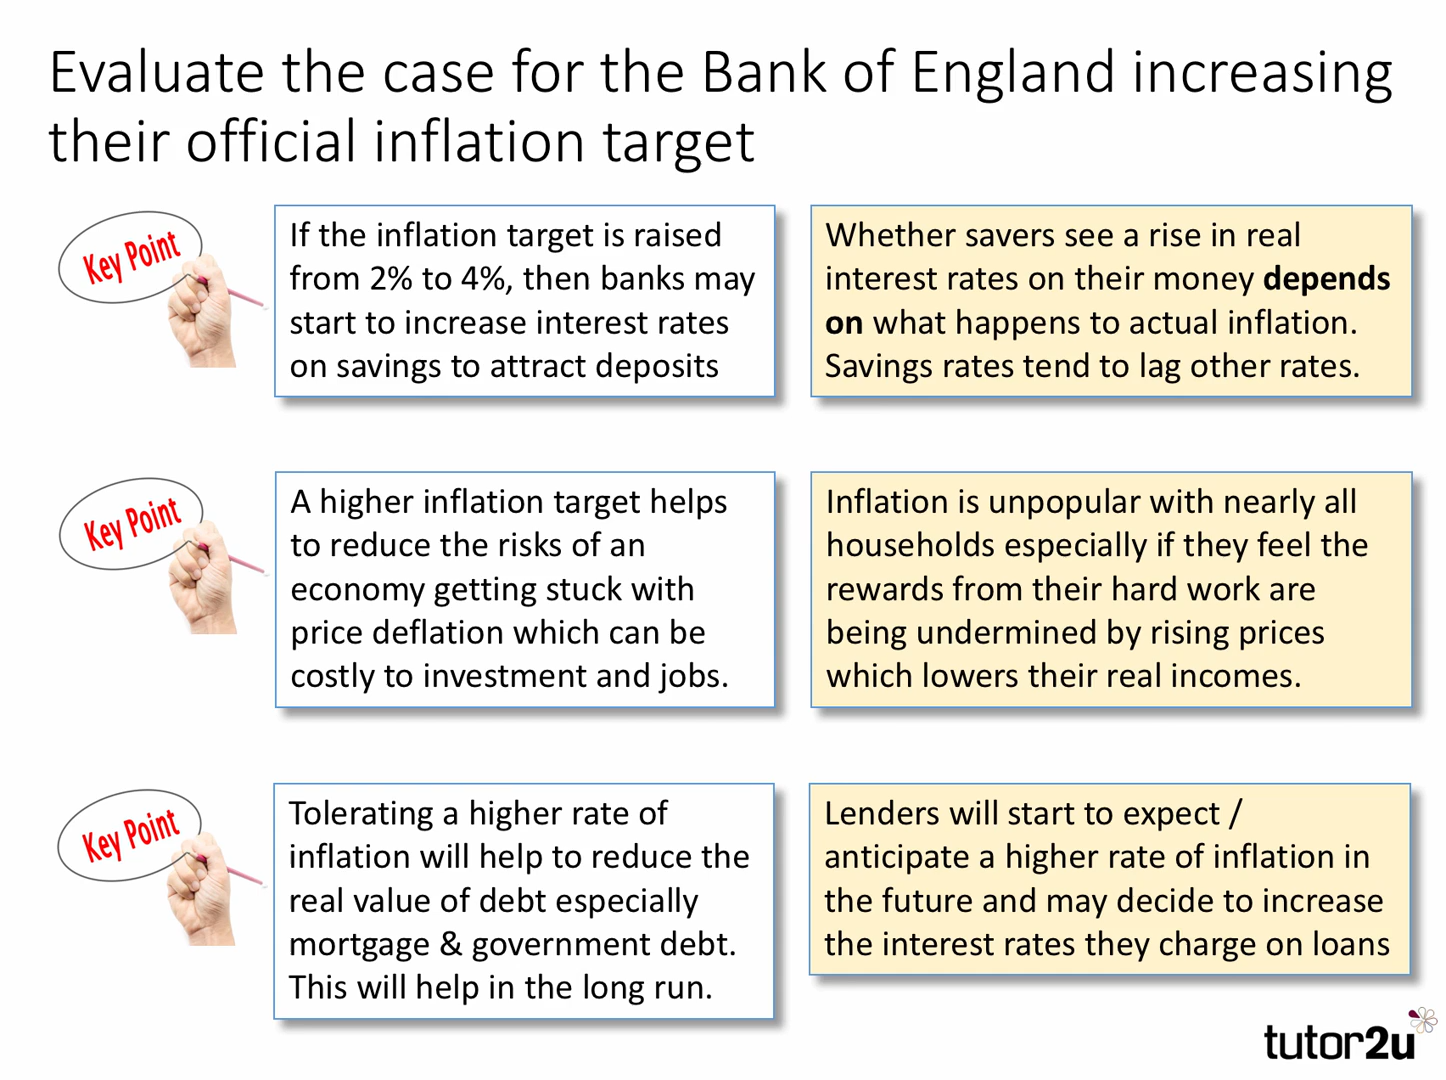 Evaluate the case for the Bank of England increasing
their official inflation target
Key Point
If the inflation target is raised
from 2% to 4%, then banks may
start to increase interest rates
on savings to attract deposits
Whether savers see a rise in real
interest rates on their money depends
on what happens to actual inflation.
Savings rates tend to lag other rates.
Key Point
A higher inflation target helps
to reduce the risks of an
economy getting stuck with
price deflation which can be
costly to investment and jobs.
Inflation is unpopular with nearly all
households especially if they feel the
rewards from their hard work are
being undermined by rising prices
which lowers their real incomes.
Key Point
Tolerating a higher rate of
inflation will help to reduce the
real value of debt especially
mortgage & government debt.
This will help in the long run.
Lenders will start to expect /
anticipate a higher rate of inflation in
the future and may decide to increase
the interest rates they charge on loans
tutor2u